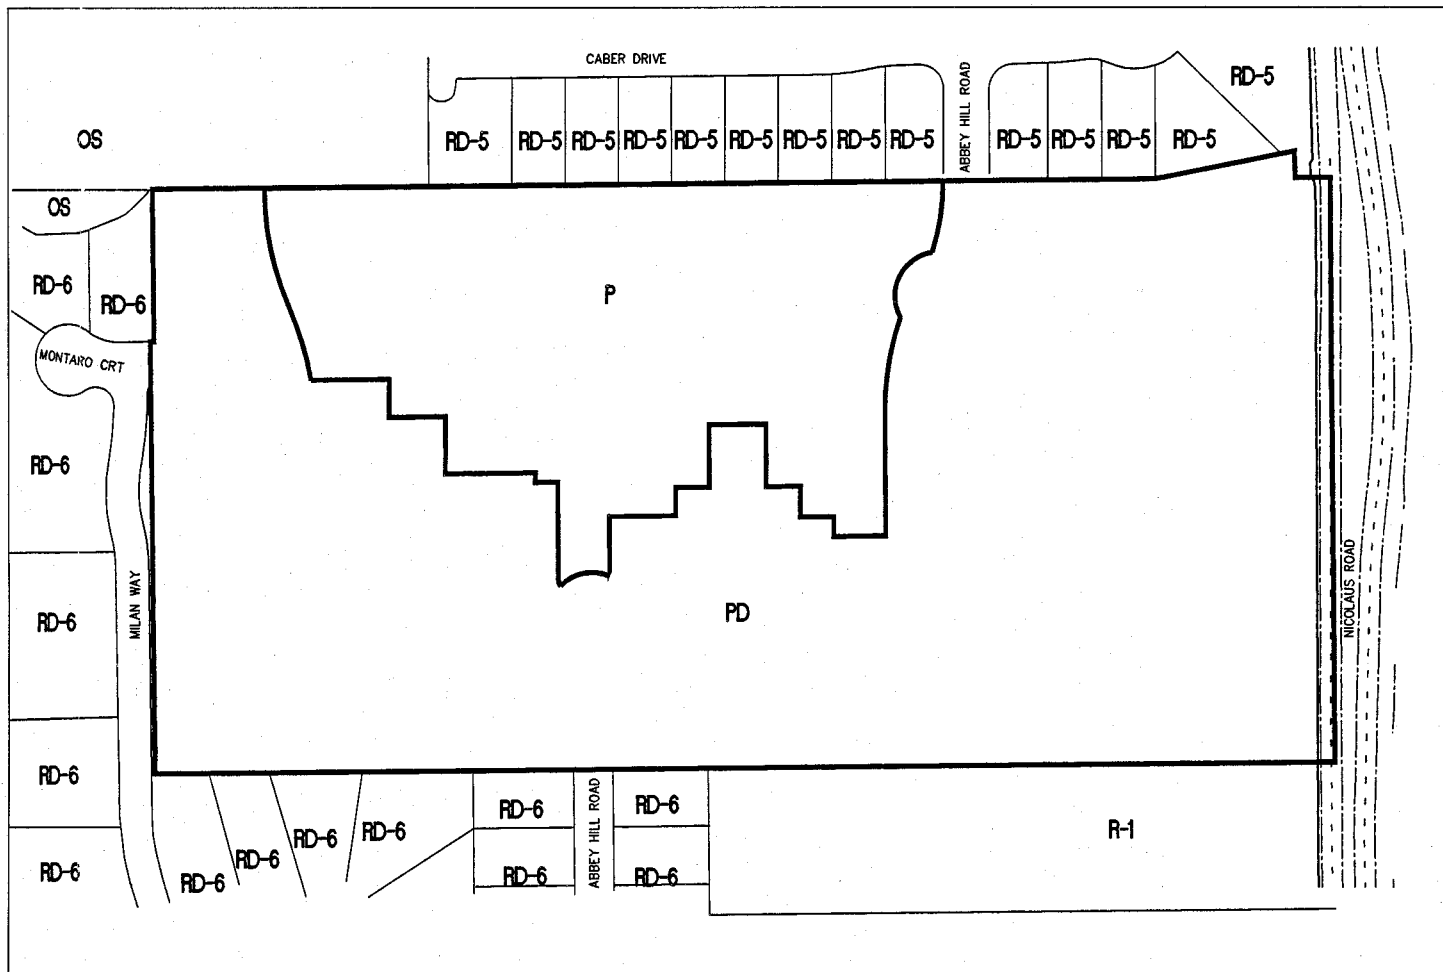 CABER DRIVE
ABBEY HILL ROAD
RD-5
OS
RD-5 RD-5 RD-5 RD-5 RD-5 RD-5 RD-5 RD-5 RD-5 RD-5 RD-5 RD-5 RD-5
OS
RD-6
RD-6
P
MONTARO CRT
RD-6
MILAN WAY
NICOLAUS ROAD
PD
RD-6
RD-6
RD-6
RD-6
RD-6
RD-6
RD-6
ABBEY HILL ROAD
RD-6
R-1
RD-6
RD-6
RD-6
RD-6